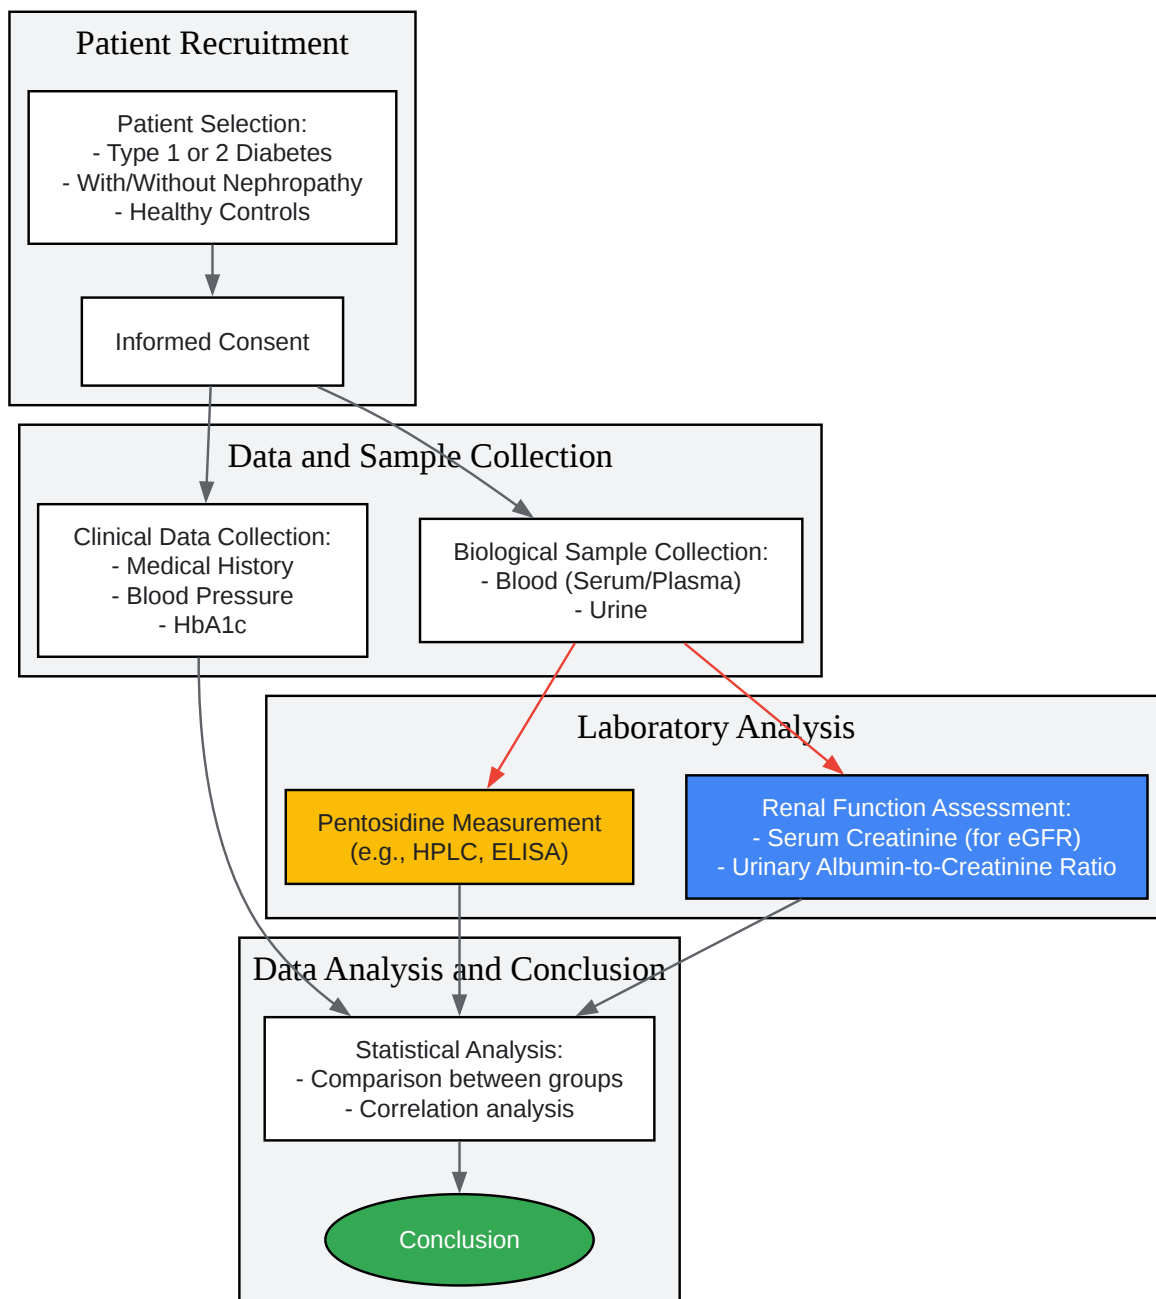 Patient Recruitment
Patient Selection:
- Type 1 or 2 Diabetes
- With/Without Nephropathy
- Healthy Controls
Informed Consent
Data and Sample Collection
Clinical Data Collection:
- Medical History
- Blood Pressure
- HbA1c
Biological Sample Collection:
- Blood (Serum/Plasma)
- Urine
Laboratory Analysis
Pentosidine Measurement
(e.g., HPLC, ELISA)
Renal Function Assessment:
- Serum Creatinine (for eGFR)
- Urinary Albumin-to-Creatinine Ratio
Data Analysis and Conclusion
Statistical Analysis:
- Comparison between groups
- Correlation analysis
Conclusion